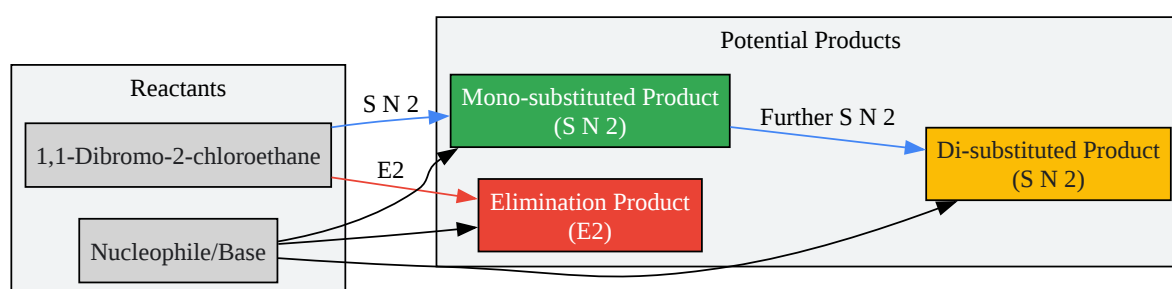 Reactants
1,1-Dibromo-2-chloroethane
Nucleophile/Base
S N 2
E2
Potential Products
Mono-substituted Product
(S N 2)
Elimination Product
(E2)
Further S N 2
Di-substituted Product
(S N 2)